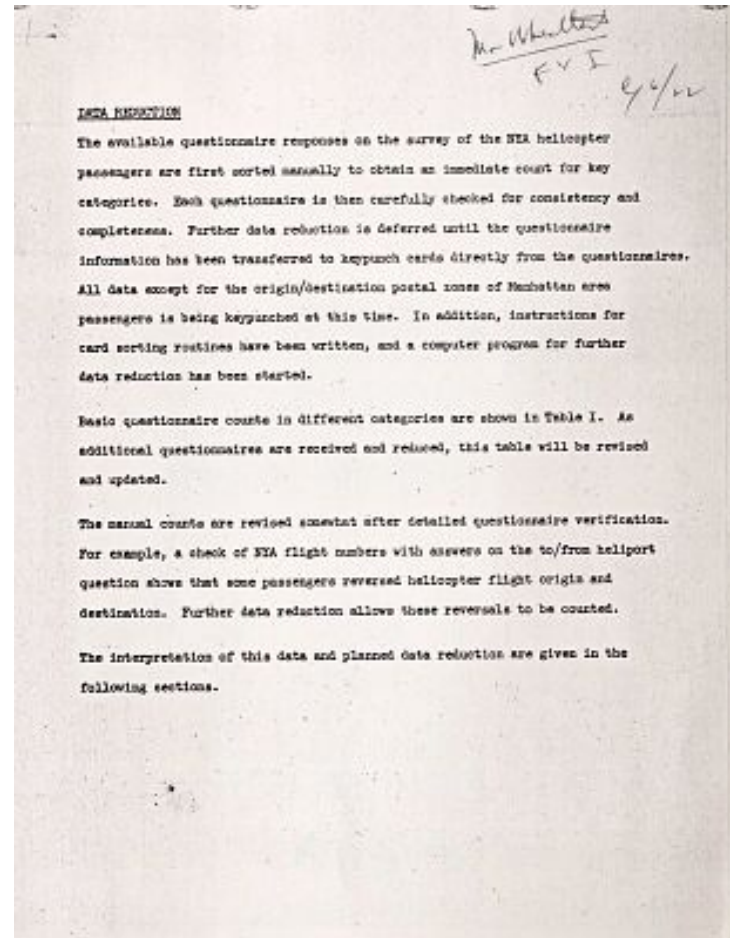 Mr.
F Y I
DATA REDUCTION
The available questionnaire responses on the survey of the NYA helicopter
passengers are first sorted manually to obtain an immediate count for key
categories. Each questionnaire is then carefully checked for consistency and
completeness. Further data reduction is deferred until the questionnaire
information has been transferred to keypunch cards directly from the questionnaires.
All data except for the origin/destination postal zones of Manhattan area
passengers is being keypunched at this time. In addition, instructions for
card sorting routines have been written, and a computer program for further
data reduction has been started.
Basic questionnaire counts in different categories are shown in Table I. As
additional questionnaires are received and reduced, this table will be revised
and updated.
The manual counts are revised somewhat after detailed questionnaire verification.
For example, a check of NYA flight numbers with answers on the to/from heliport
question shows that some passengers reversed helicopter flight origin and
destination. Further data reduction allows these reversals to be counted.
The interpretation of this data and planned data reduction are given in the
following sections.